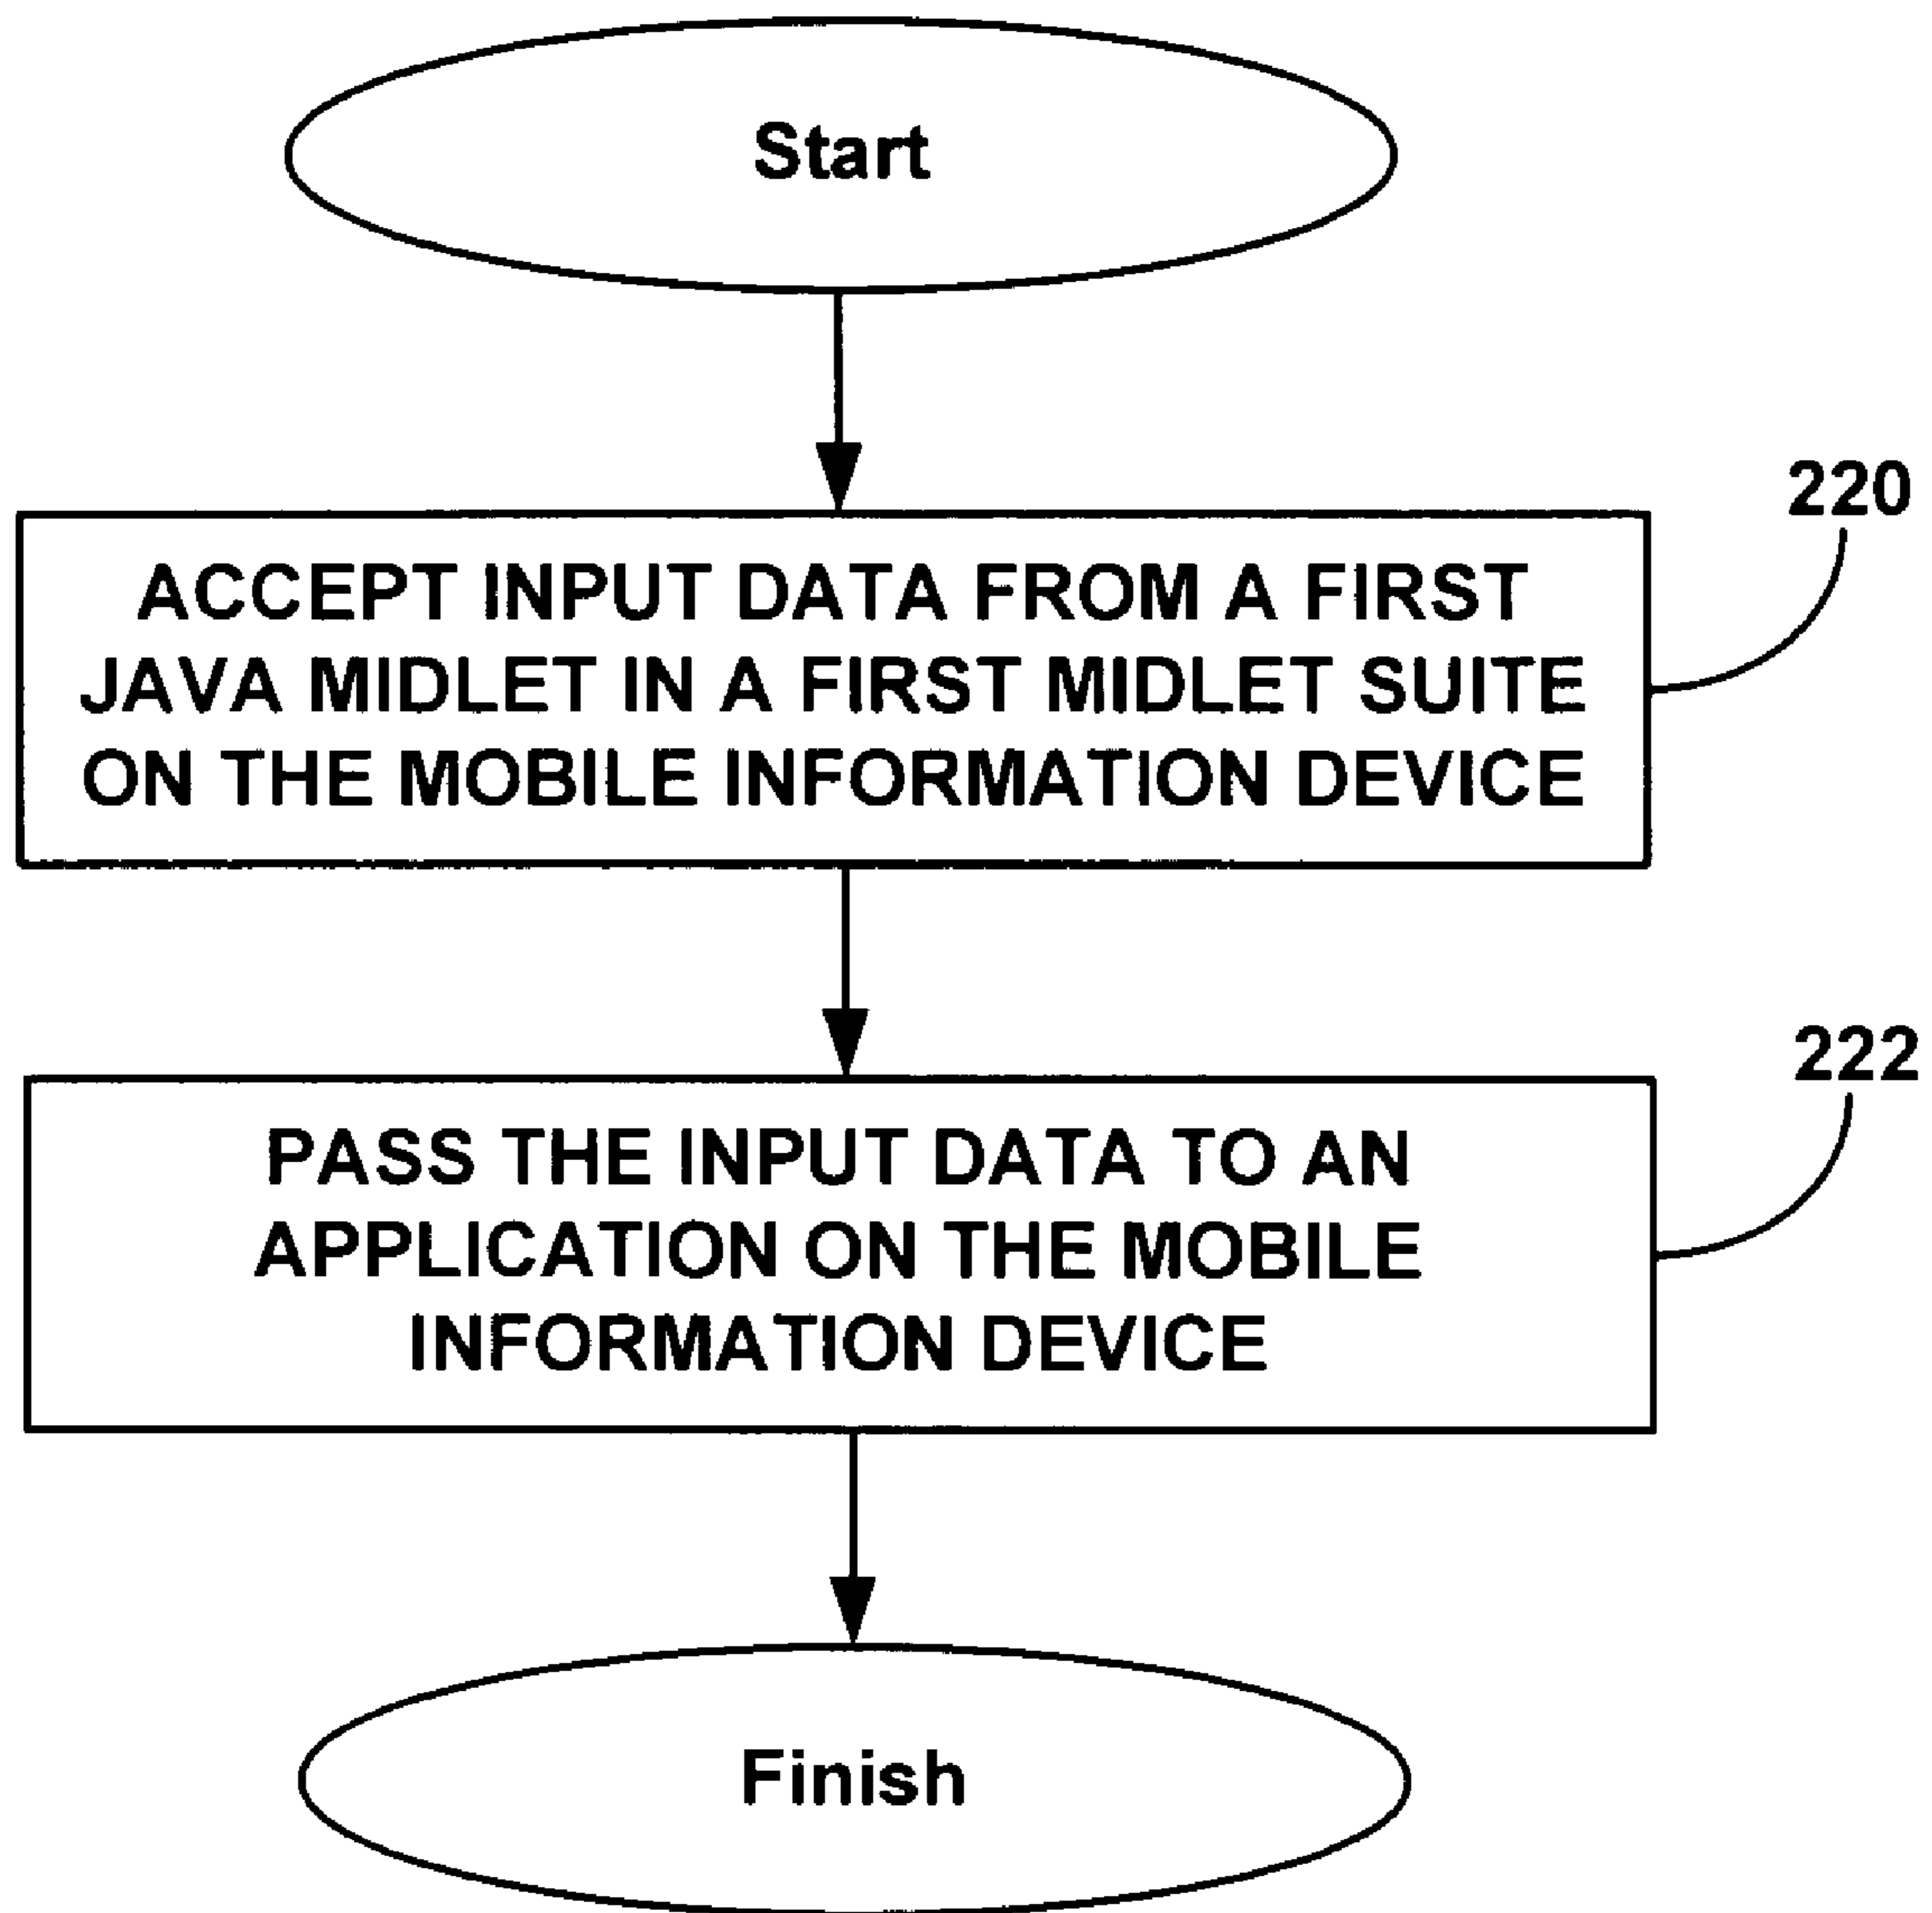 Start
220
ACCEPT INPUT DATA FROM A FIRST
JAVA MIDLET IN A FIRST MIDLET SUITE
ON THE MOBILE INFORMATION DEVICE
222
PASS THE INPUT DATA TO AN
APPLICATION ON THE MOBILE
INFORMATION DEVICE
Finish